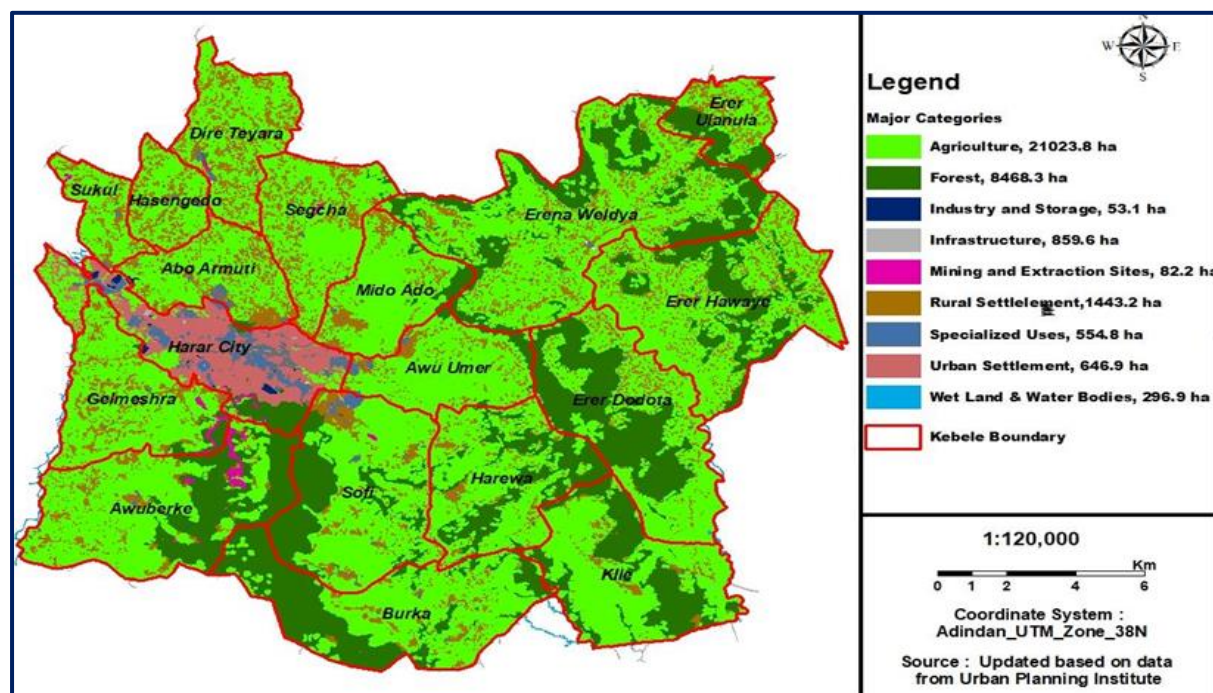 Dire Teyara
Erer
Ulanula
Sukul
Hasengedo
Segcha
Erena Weldya
Abo Armuti
Mido Ado
Erer Hawaye
Harar City
Awu Umer
Gelmeshra
Erer Dodota
Awuberke
Sofi
Harewa
Kile
Burka
N
W E
S
Legend
Major Categories
Agriculture, 21023.8 ha
Forest, 8468.3 ha
Industry and Storage, 53.1 ha
Infrastructure, 859.6 ha
Mining and Extraction Sites, 82.2 ha
Rural Settlelement,1443.2 ha
Specialized Uses, 554.8 ha
Urban Settlement, 646.9 ha
Wet Land & Water Bodies, 296.9 ha
Kebele Boundary
1:120,000
Km
0 1 2 4 6
Coordinate System :
Adindan_UTM_Zone_38N
Source : Updated based on data
from Urban Planning Institute